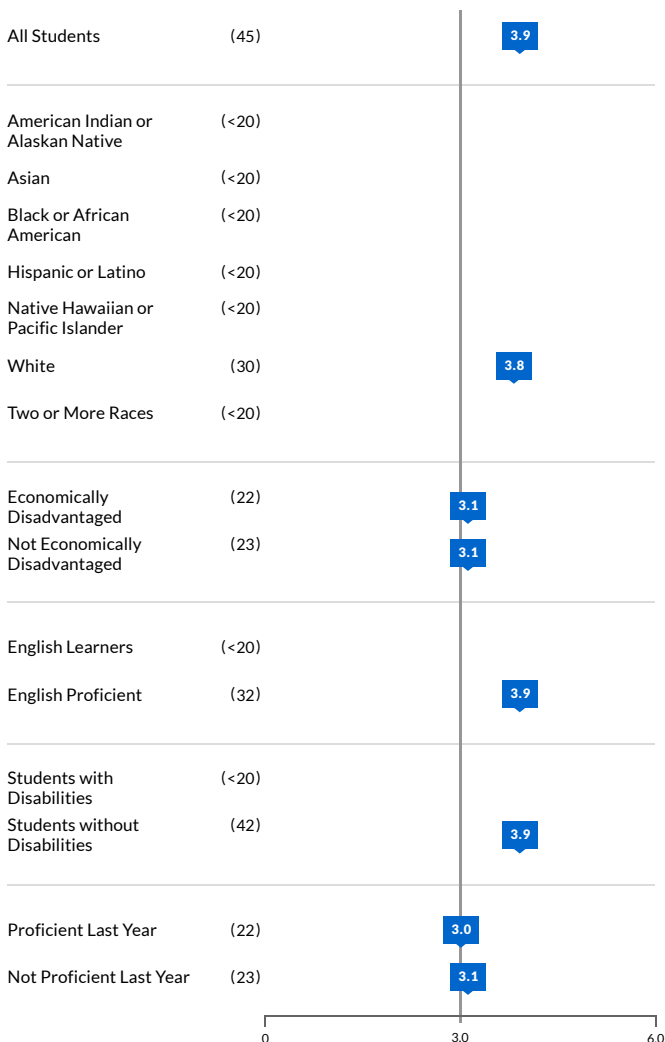 All Students (45) 3.9
American Indian or (<20)
Alaskan Native
Asian (<20)
Black or African (<20)
American
Hispanic or Latino (<20)
Native Hawaiian or (<20)
Pacific Islander
White (30) 3.8
Two or More Races (<20)
Economically (22) 3.1
Disadvantaged
Not Economically (23) 3.1
Disadvantaged
English Learners (<20)
English Proficient (32) 3.9
Students with (<20)
Disabilities
Students without (42) 3.9
Disabilities
Proficient Last Year (22) 3.0
Not Proficient Last Year (23) 3.1
0 3.0 6.0